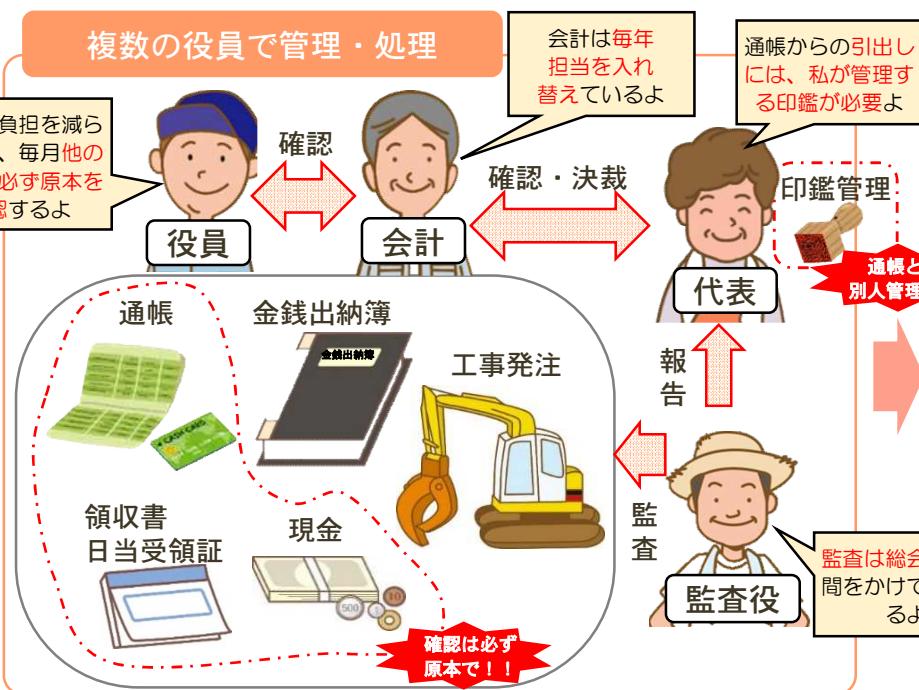 複数の役員で管理・処理
会計は毎年
担当を入れ
替えているよ
通帳からの引出し
には、私が管理す
る印鑑が必要よ
負担を減ら
、毎月他の
必ず原本を
認するよ
確認
確認・決裁
印鑑管理
役員
会計
代表
通帳と
別人管理
通帳
金銭出納簿
金銭出納簿
工事発注
報
告
CASH CARD
領収書
日当受領証
現金
500
1
10
監
査
監査役
監査は総会
間をかけて
るよ
確認は必ず
原本で！！